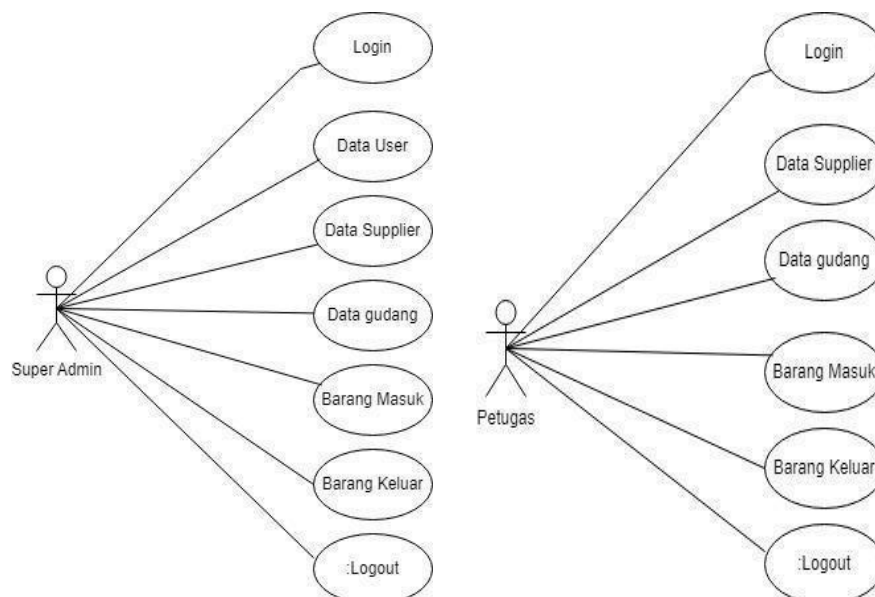 Login
Data User
Data Supplier
Data gudang
Barang Masuk
Barang Keluar
:Logout
Super Admin
Login
Data Supplier
Data gudang
Barang Masuk
Barang Keluar
:Logout
Petugas